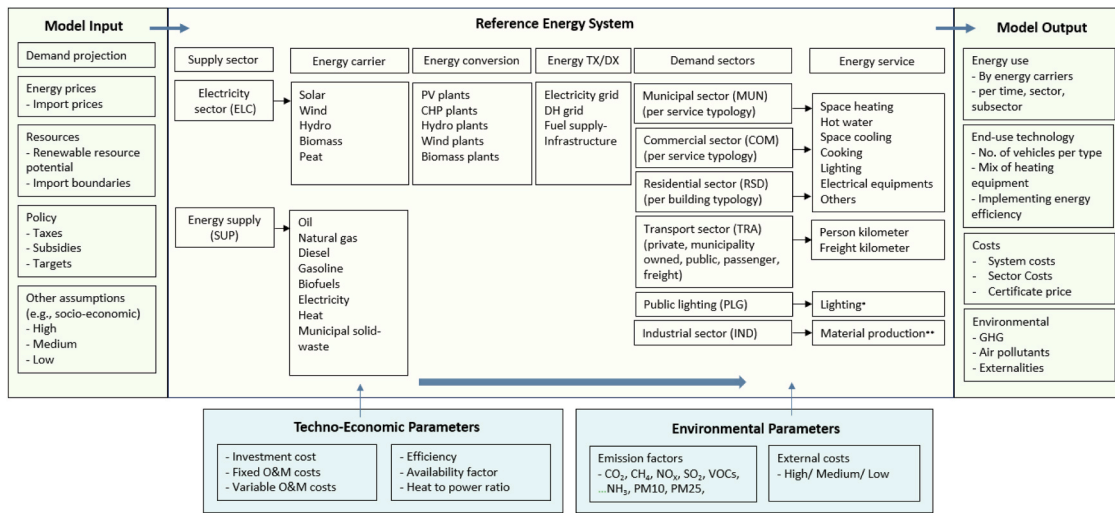 Model Input
Demand projection
Energy prices
- Import prices
Resources
- Renewable resource
potential
- Import boundaries
Policy
- Taxes
- Subsidies
- Targets
Other assumptions
(e.g., socio-economic)
- High
- Medium
- Low
Reference Energy System
Supply sector
Electricity
sector (ELC)
Energy supply
(SUP)
Energy carrier
Solar
Wind
Hydro
Biomass
Peat
Oil
Natural gas
Diesel
Gasoline
Biofuels
Electricity
Heat
Municipal solid-
waste
Energy conversion
PV plants
CHP plants
Hydro plants
Wind plants
Biomass plants
Energy TX/DX
Electricity grid
DH grid
Fuel supply-
Infrastructure
Demand sectors
Municipal sector (MUN)
(per service typology)
Commercial sector (COM)
(per service typology)
Residential sector (RSD)
(per building typology)
Transport sector (TRA)
(private, municipality
owned, public, passenger,
freight)
Public lighting (PLG)
Industrial sector (IND)
Energy service
Space heating
Hot water
Space cooling
Cooking
Lighting
Electrical equipments
Others
Person kilometer
Freight kilometer
Lighting*
Material production**
Model Output
Energy use
- By energy carriers
- per time, sector,
subsector
End-use technology
- No. of vehicles per type
- Mix of heating
equipment
- Implementing energy
efficiency
Costs
- System costs
- Sector Costs
- Certificate price
Environmental
- GHG
- Air pollutants
- Externalities
Techno-Economic Parameters
- Investment cost
- Fixed O&M costs
- Variable O&M costs
- Efficiency
- Availability factor
- Heat to power ratio
Environmental Parameters
Emission factors
- CO₂, CH₄, NOₓ, SO₂, VOCs,
...NH₃, PM10, PM25,
External costs
- High/ Medium/ Low